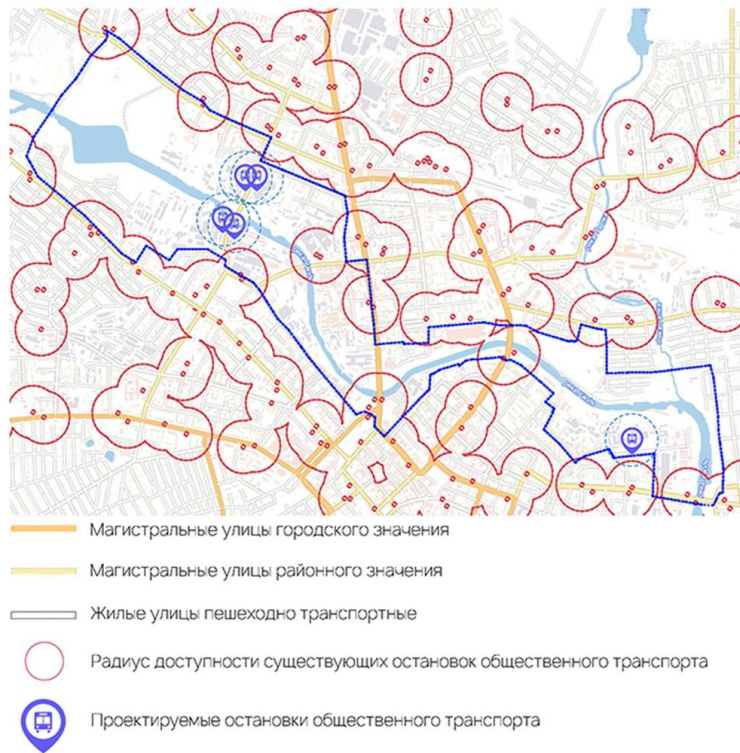 Магистральные улицы городского значения
Магистральные улицы районного значения
Жилые улицы пешеходно транспортные
Радиус доступности существующих остановок общественного транспорта
Проектируемые остановки общественного транспорта